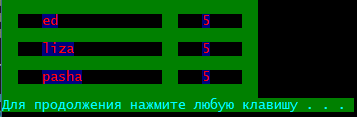 ed 5
liza 5
pasha 5
Для продолжения нажмите любую клавишу . . .